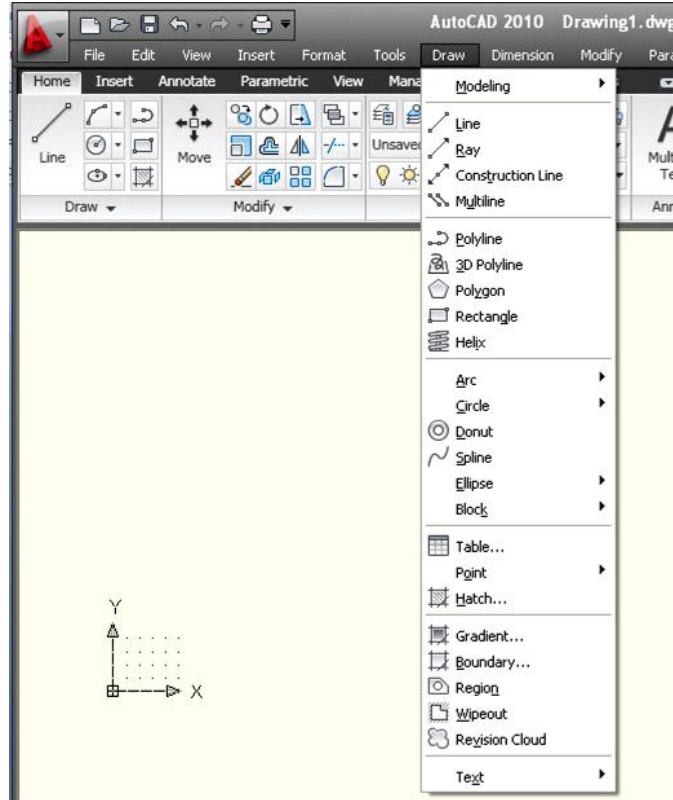 AutoCAD 2010 Drawing1.dwg
File Edit View Insert Format Tools Draw Dimension Modify
Home Insert Annotate Parametric View
Line
Move
Draw
Modify
Modeling
Line
Ray
Construction Line
Multiline
Polyline
3D Polyline
Polygon
Rectangle
Helix
Arc
Circle
Donut
Spline
Ellipse
Block
Table...
Point
Hatch...
Gradient...
Boundary...
Region
Wipeout
Revision Cloud
Text
Y
X